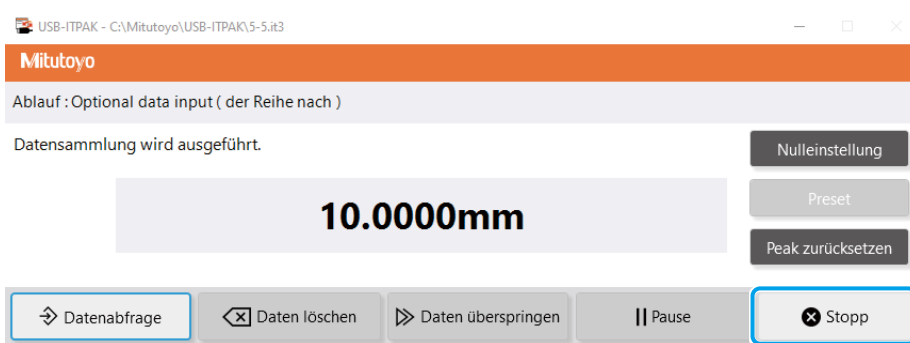 USB-ITPAK - C:\Mitutoyo\USB-ITPAK\5-5.it3
Mitutoyo
Ablauf : Optional data input ( der Reihe nach )
Datensammlung wird ausgeführt.
Nulleinstellung
10.0000mm
Preset
Peak zurücksetzen
Datenabfrage
Daten löschen
Daten überspringen
Pause
Stopp